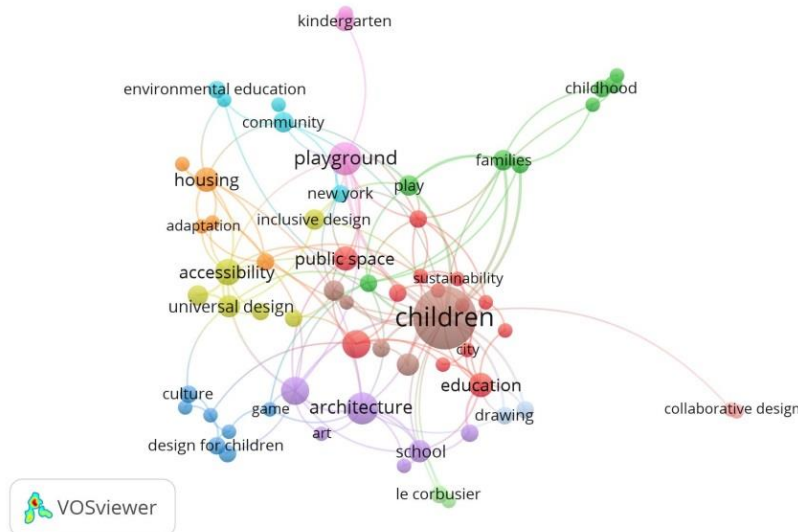 kindergarten
environmental education
childhood
community
playground
families
housing
new york
play
inclusive design
adaptation
public space
accessibility
sustainability
universal design
children
city
education
culture
game
architecture
drawing
collaborative design
art
design for children
school
le corbusier
VOSviewer